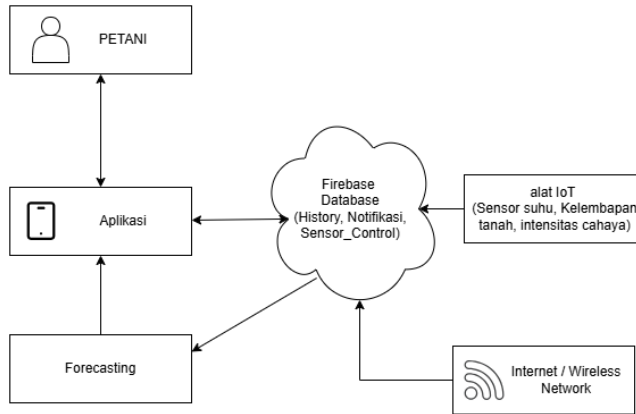 PETANI
Aplikasi
Firebase
Database
(History, Notifikasi,
Sensor_Control)
alat IoT
(Sensor suhu, Kelembapan
tanah, intensitas cahaya)
Forecasting
Internet / Wireless
Network